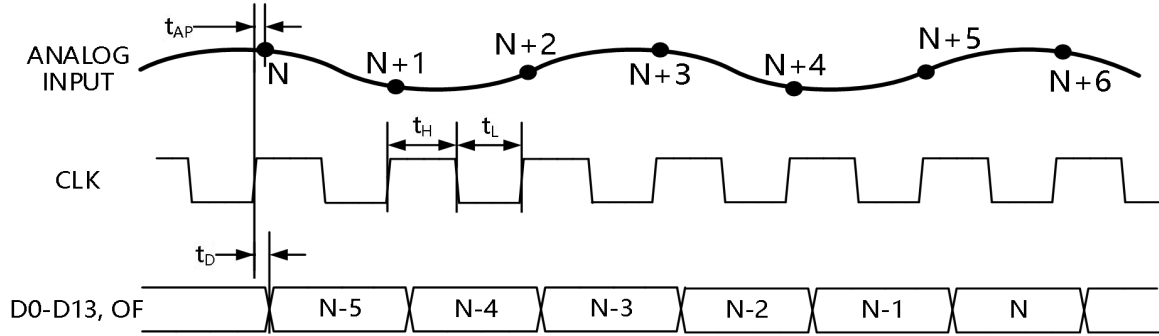 tAP
ANALOG
INPUT
N
N+1
N+2
N+3
N+4
N+5
N+6
tH
tL
CLK
tD
D0-D13, OF
N-5
N-4
N-3
N-2
N-1
N